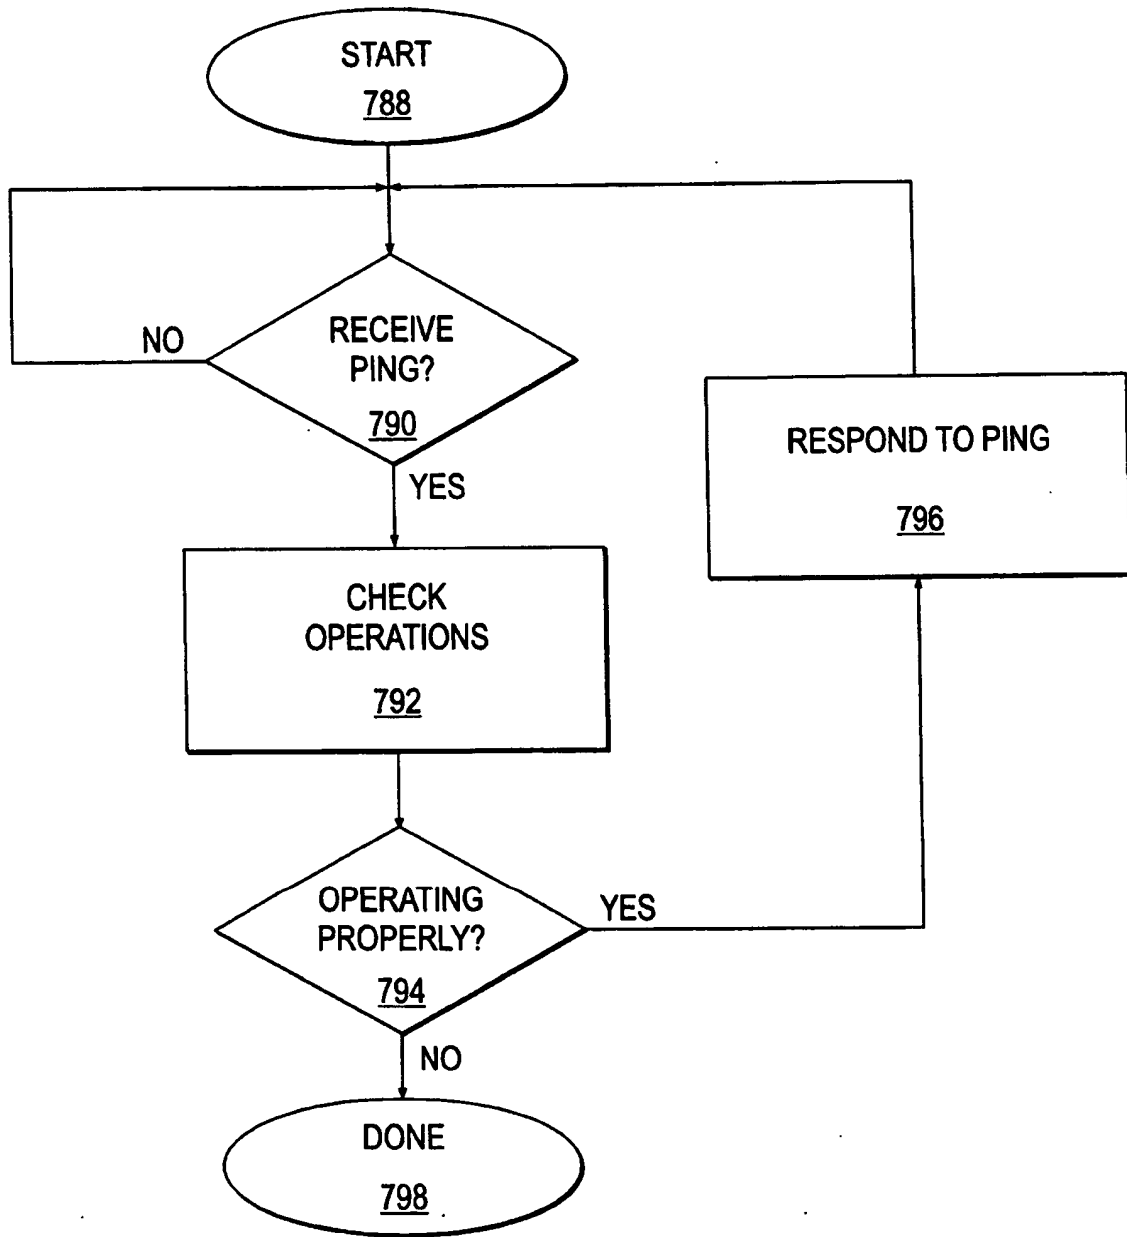 START
788
NO
RECEIVE
PING?
790
YES
RESPOND TO PING
796
CHECK
OPERATIONS
792
OPERATING
PROPERLY?
794
YES
NO
DONE
798